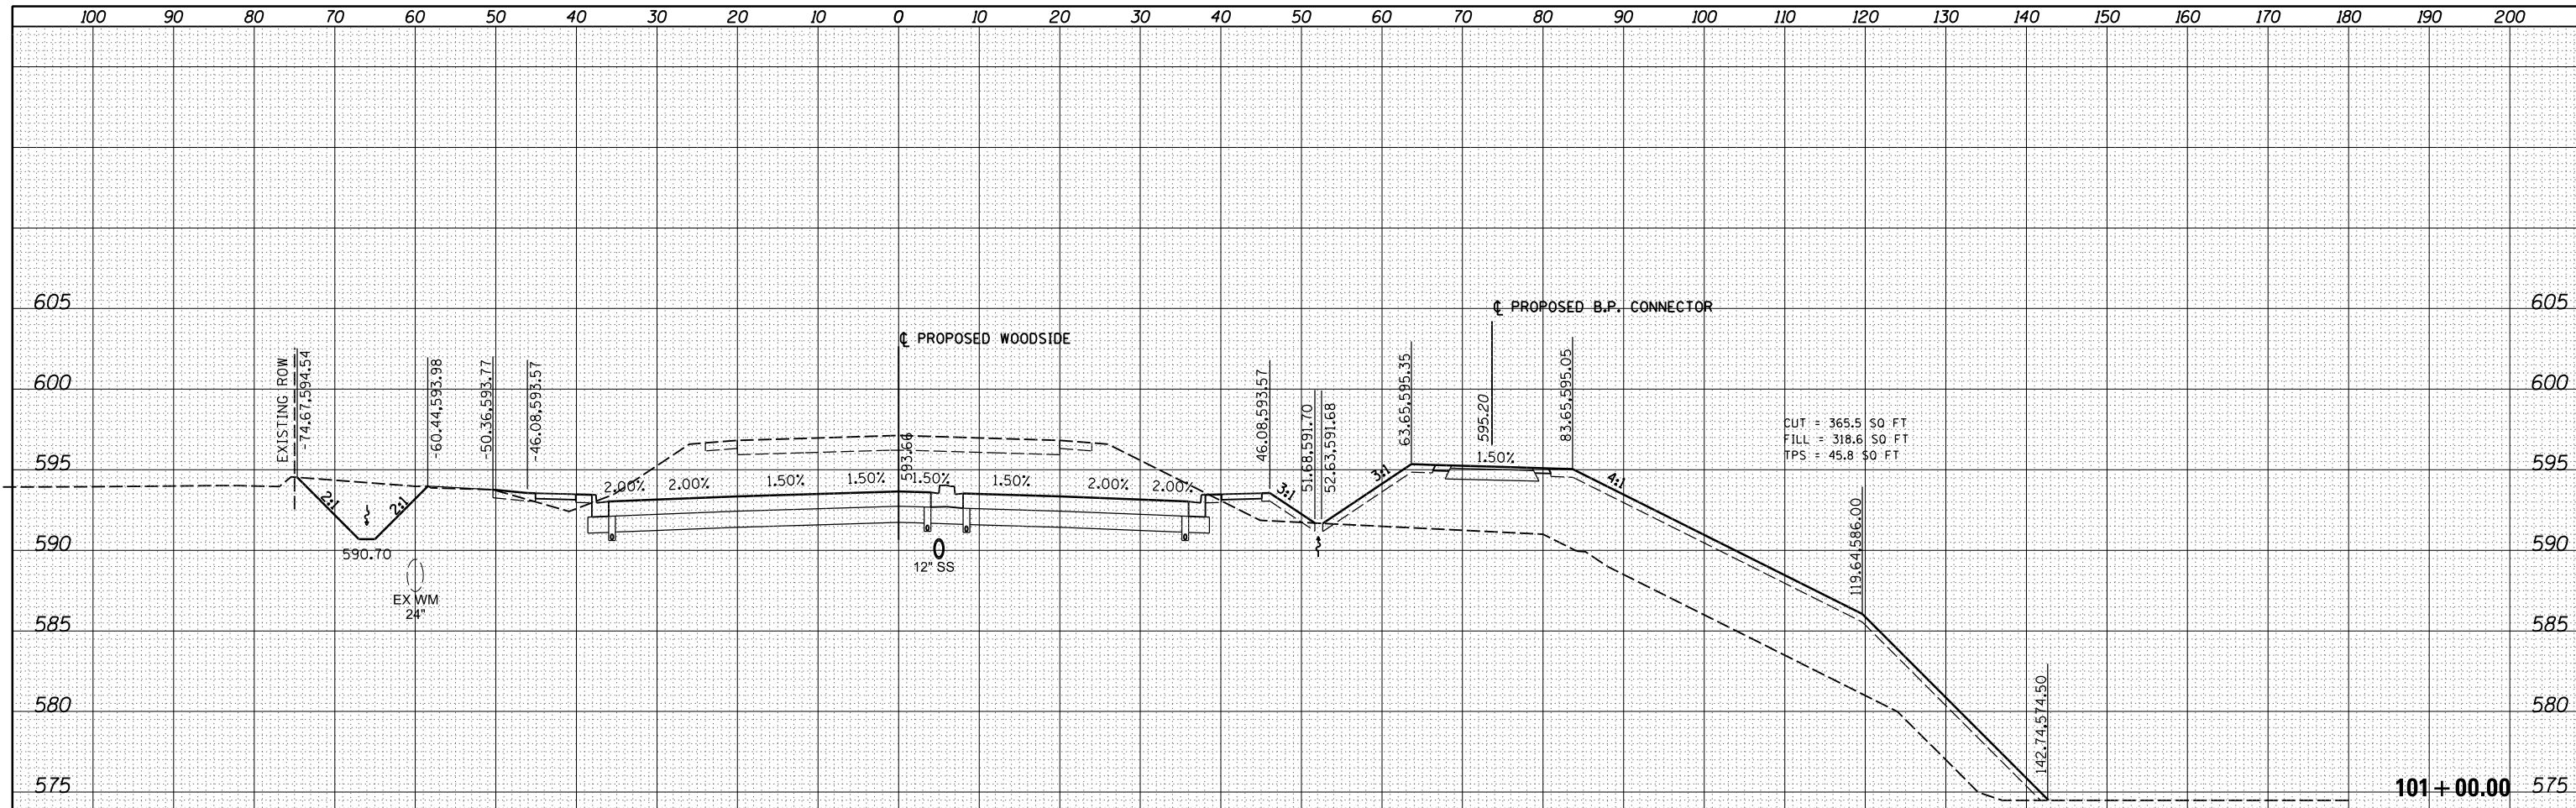 100 90 80 70 60 50 40 30 20 10 0 10 20 30 40 50 60 70 80 90 100 110 120 130 140 150 160 170 180 190 200
605 605
℄ PROPOSED B.P. CONNECTOR
℄ PROPOSED WOODSIDE
600 600
EXISTING ROW
-74.67,594.54
-60.44,593.98
-50.36,593.77
-46.08,593.57
593.66
46.08,593.57
51.68,591.70
52.63,591.68
63.65,595.35
595.20
83.65,595.05
CUT = 365.5 SQ FT
FILL = 318.6 SQ FT
TPS = 45.8 SQ FT
595 595
2:1 2:1 2.00% 2.00% 1.50% 1.50% 1.50% 1.50% 2.00% 2.00% 3:1 3:1 1.50% 4:1
590 590
590.70
12" SS
EX WM
24"
119.64,586.00
585 585
580 580
142.74,574.50
575 575
101+00.00